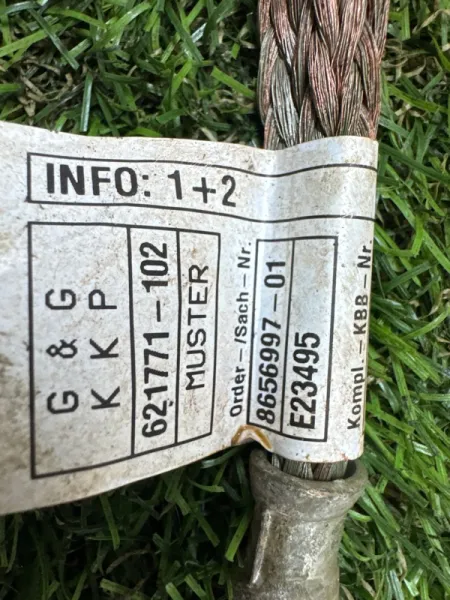 INFO: 1+2
G & G
K K P
621771-102
MUSTER
Order-/Sach-Nr.
8656997-01
E23495
Kompl.-KBB-Nr.